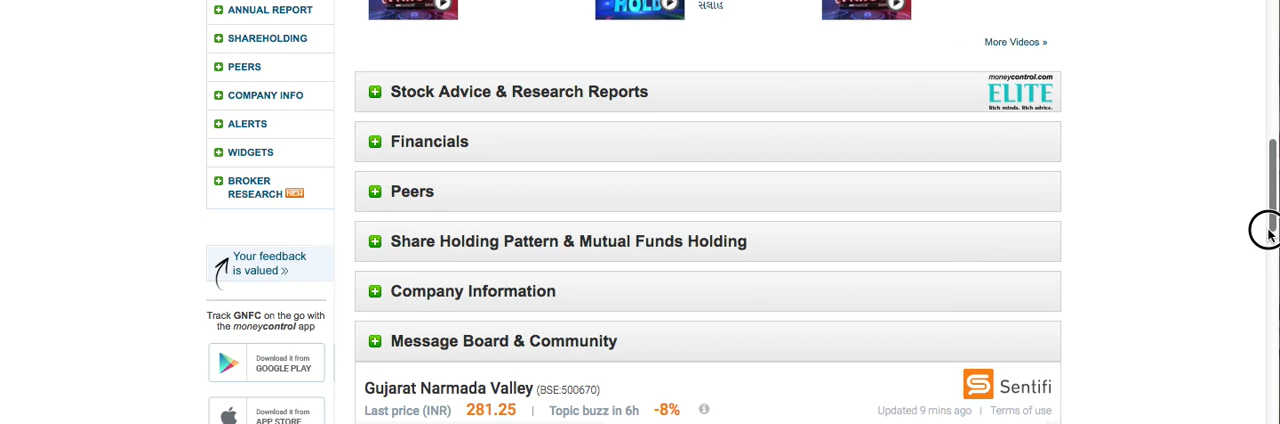 ANNUAL REPORT
SHAREHOLDING
PEERS
COMPANY INFO
ALERTS
WIDGETS
BROKER
RESEARCH NEW
Your feedback
is valued »
Track GNFC on the go with
the moneycontrol app
Download it from
GOOGLE PLAY
Download it from
APP STORE
HOLD
સલાહ
More Videos »
Stock Advice & Research Reports
moneycontrol.com
ELITE
Rich minds. Rich advice.
Financials
Peers
Share Holding Pattern & Mutual Funds Holding
Company Information
Message Board & Community
Gujarat Narmada Valley (BSE:500670)
Sentifi
Last price (INR) 281.25 | Topic buzz in 6h -8%
Updated 9 mins ago | Terms of use